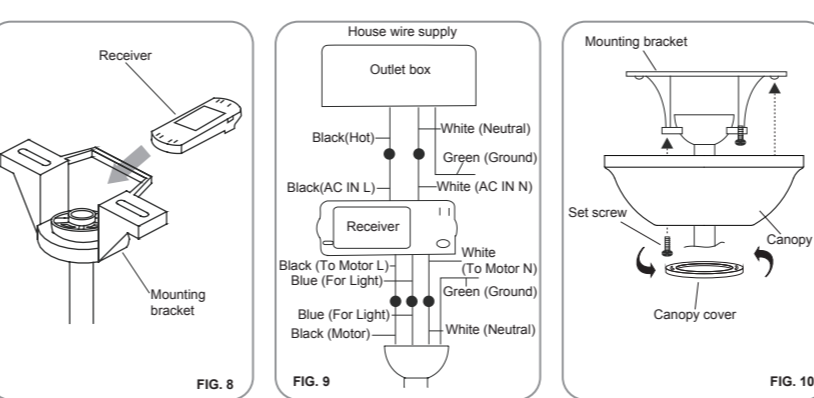 Receiver
Mounting
bracket
FIG. 8
House wire supply
Outlet box
Black(Hot)
White (Neutral)
Green (Ground)
Black(AC IN L)
White (AC IN N)
Receiver
Black (To Motor L)
White
(To Motor N)
Blue (For Light)
Green (Ground)
Blue (For Light)
Black (Motor)
White (Neutral)
FIG. 9
Mounting bracket
Set screw
Canopy
Canopy cover
FIG. 10